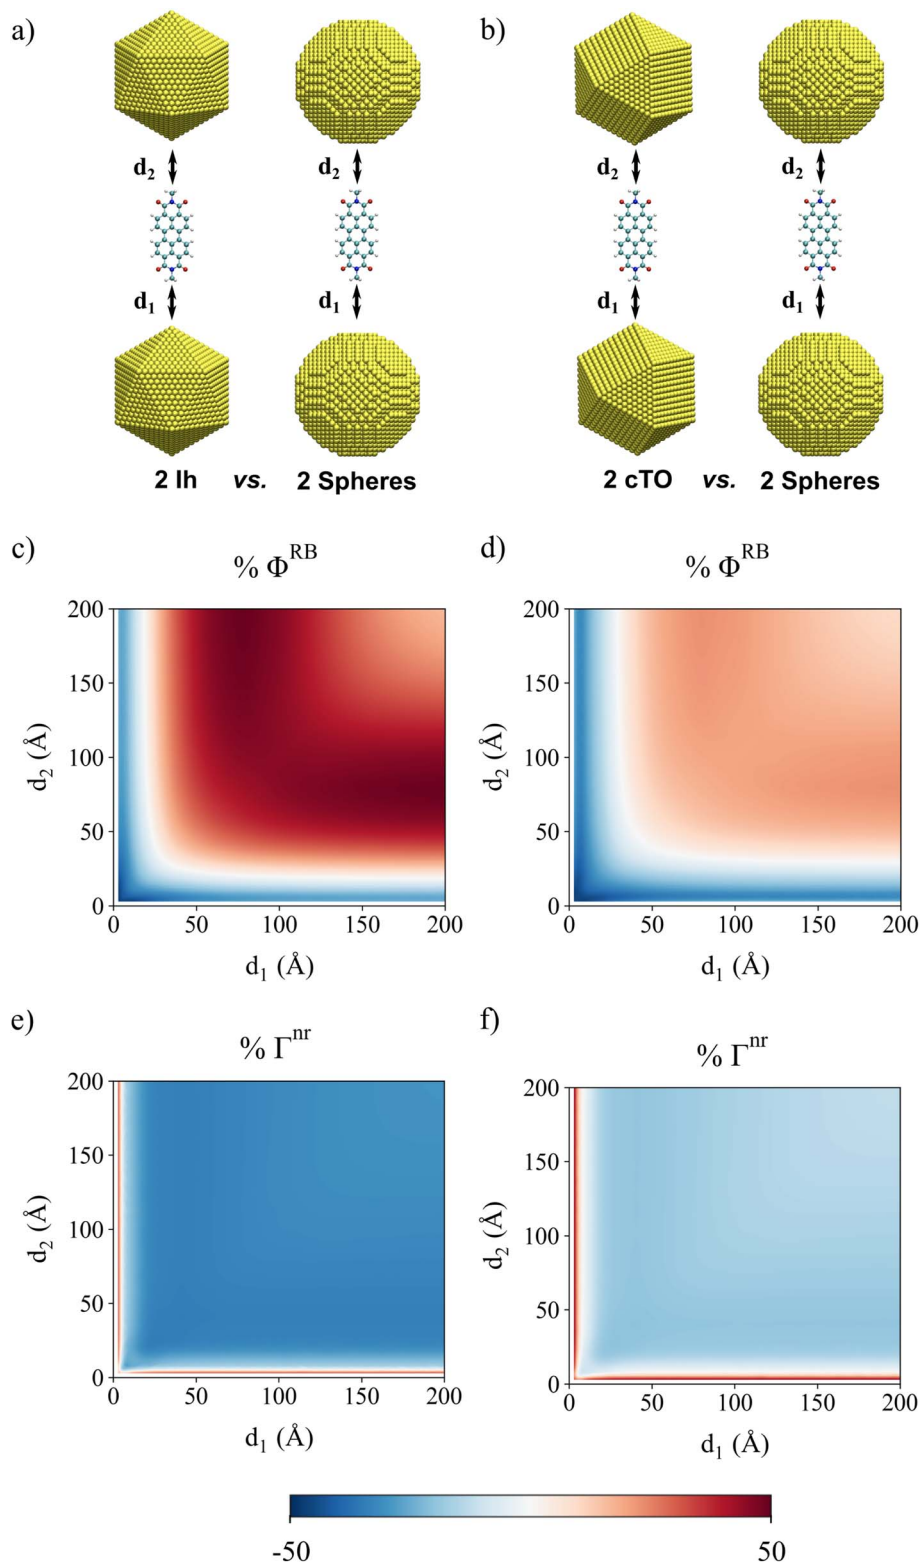 a) b)
d₂ d₂ d₂ d₂
d₁ d₁ d₁ d₁
2 Ih vs. 2 Spheres 2 cTO vs. 2 Spheres
c) d)
% Φ^RB % Φ^RB
200 200
150 150
d₂ (Å) d₂ (Å)
100 100
50 50
0 0
0 50 100 150 200 0 50 100 150 200
d₁ (Å) d₁ (Å)
e) f)
% Γ^nr % Γ^nr
200 200
150 150
d₂ (Å) d₂ (Å)
100 100
50 50
0 0
0 50 100 150 200 0 50 100 150 200
d₁ (Å) d₁ (Å)
-50 50